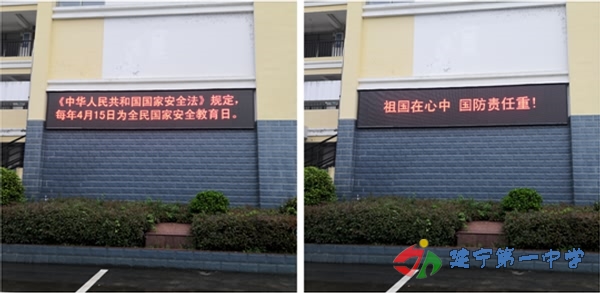 《中华人民共和国国家安全法》规定，
每年4月15日为全民国家安全教育日。
祖国在心中 国防责任重！
建宁第一中学